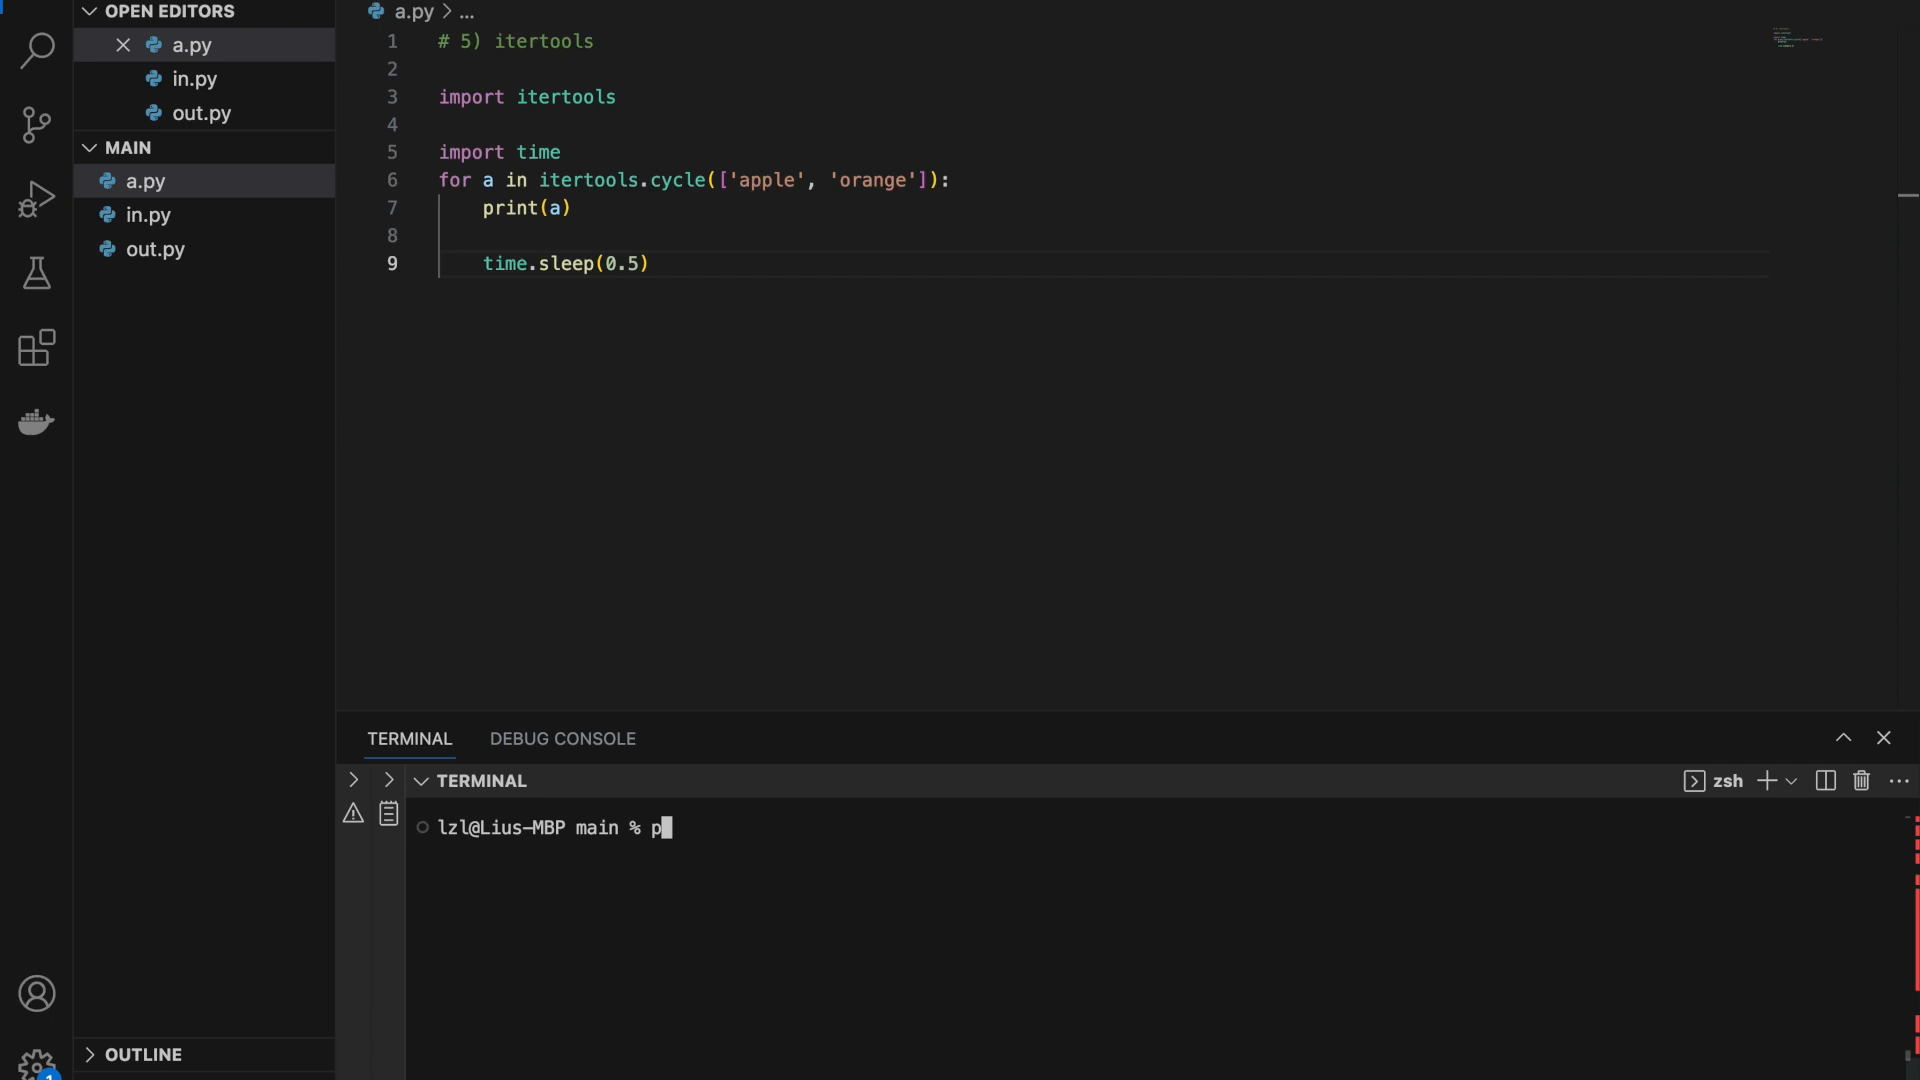 OPEN EDITORS
a.py
in.py
out.py
MAIN
a.py
in.py
out.py
OUTLINE
1
a.py > ...
1 # 5) itertools
2
3 import itertools
4
5 import time
6 for a in itertools.cycle(['apple', 'orange']):
7 print(a)
8
9 time.sleep(0.5)
TERMINAL DEBUG CONSOLE
TERMINAL
zsh
lzl@Lius-MBP main % p